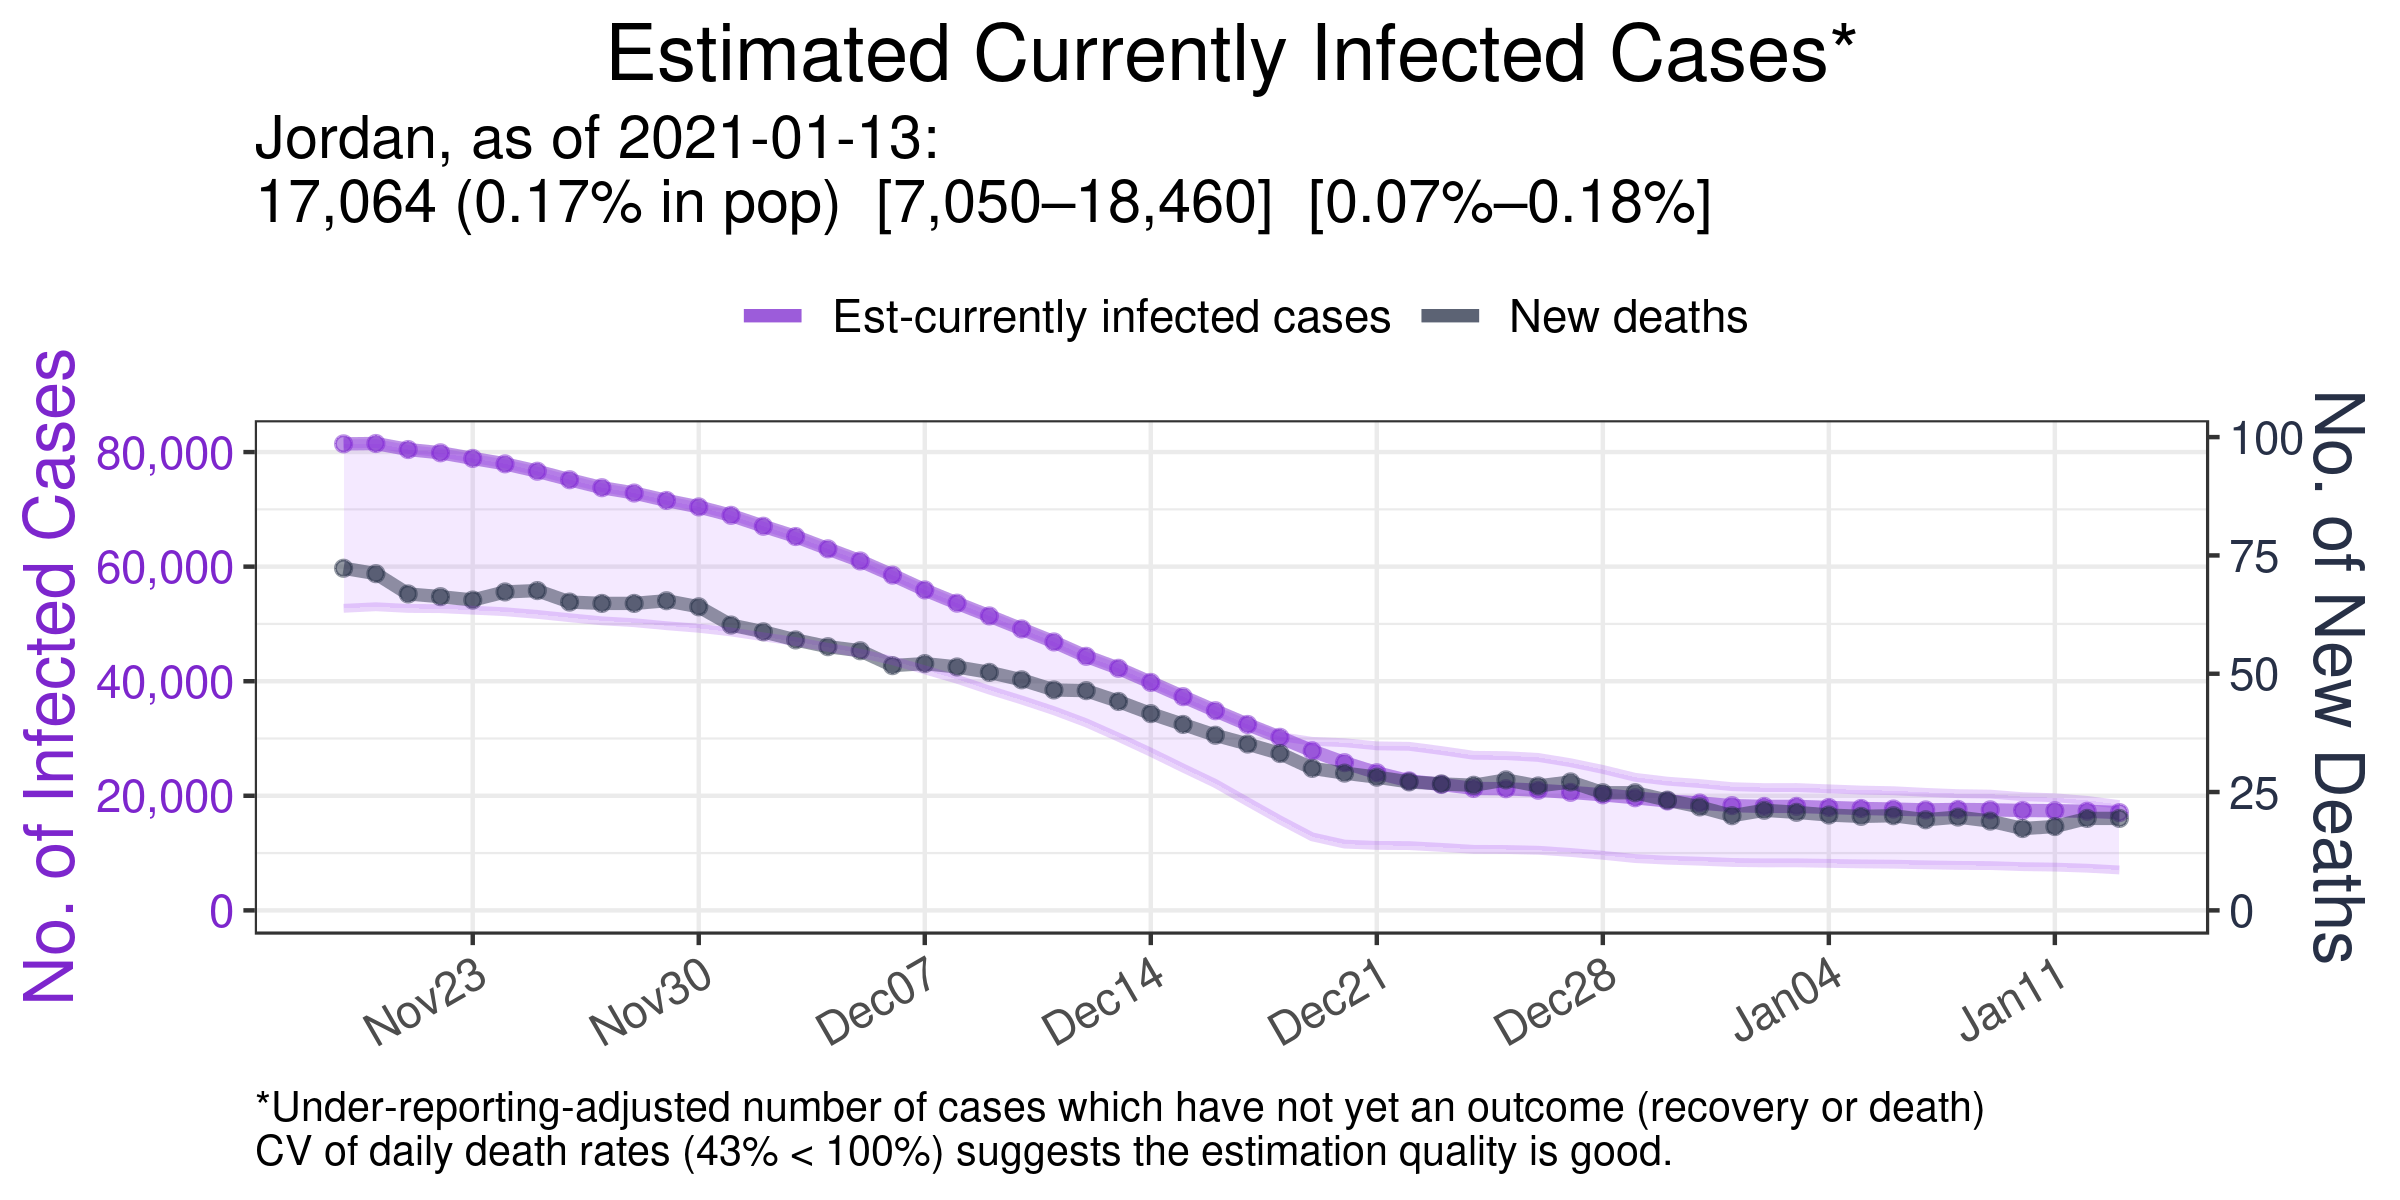 Estimated Currently Infected Cases*
Jordan, as of 2021-01-13:
17,064 (0.17% in pop)  [7,050–18,460]  [0.07%–0.18%]
Est-currently infected cases
New deaths
No. of Infected Cases
80,000
60,000
40,000
20,000
0
100
75
50
25
0
No. of New Deaths
Nov23
Nov30
Dec07
Dec14
Dec21
Dec28
Jan04
Jan11
*Under-reporting-adjusted number of cases which have not yet an outcome (recovery or death)
CV of daily death rates (43% < 100%) suggests the estimation quality is good.